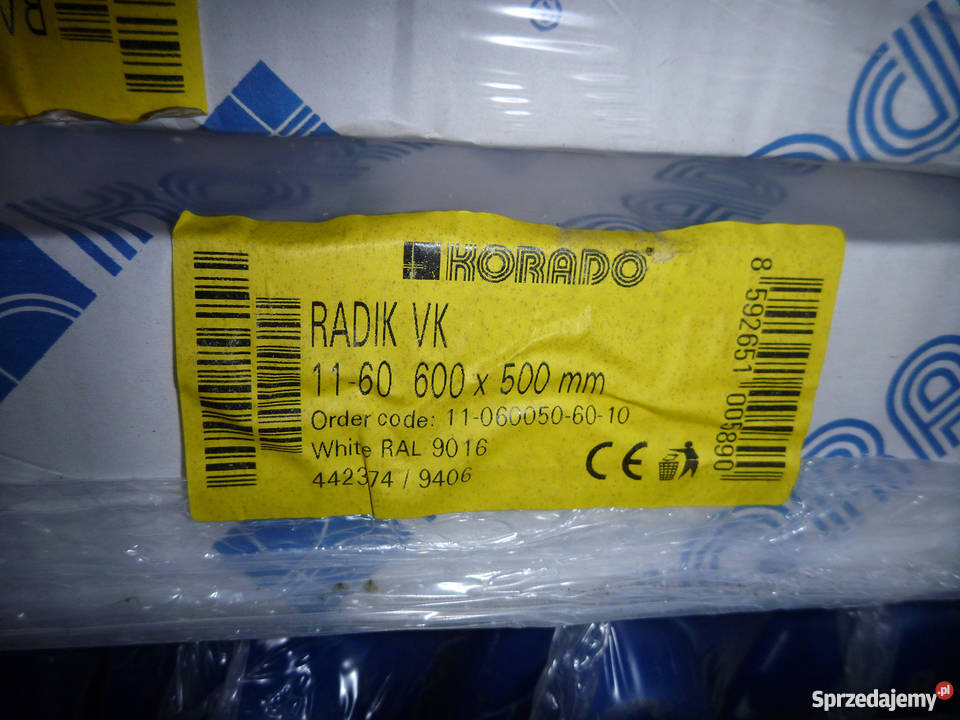 KORADO
RADIK VK
11-60 600 x 500 mm
Order code: 11-060050-60-10
White RAL 9016
442374 / 9406
CE
8 592651 005890
Sprzedajemy.pl